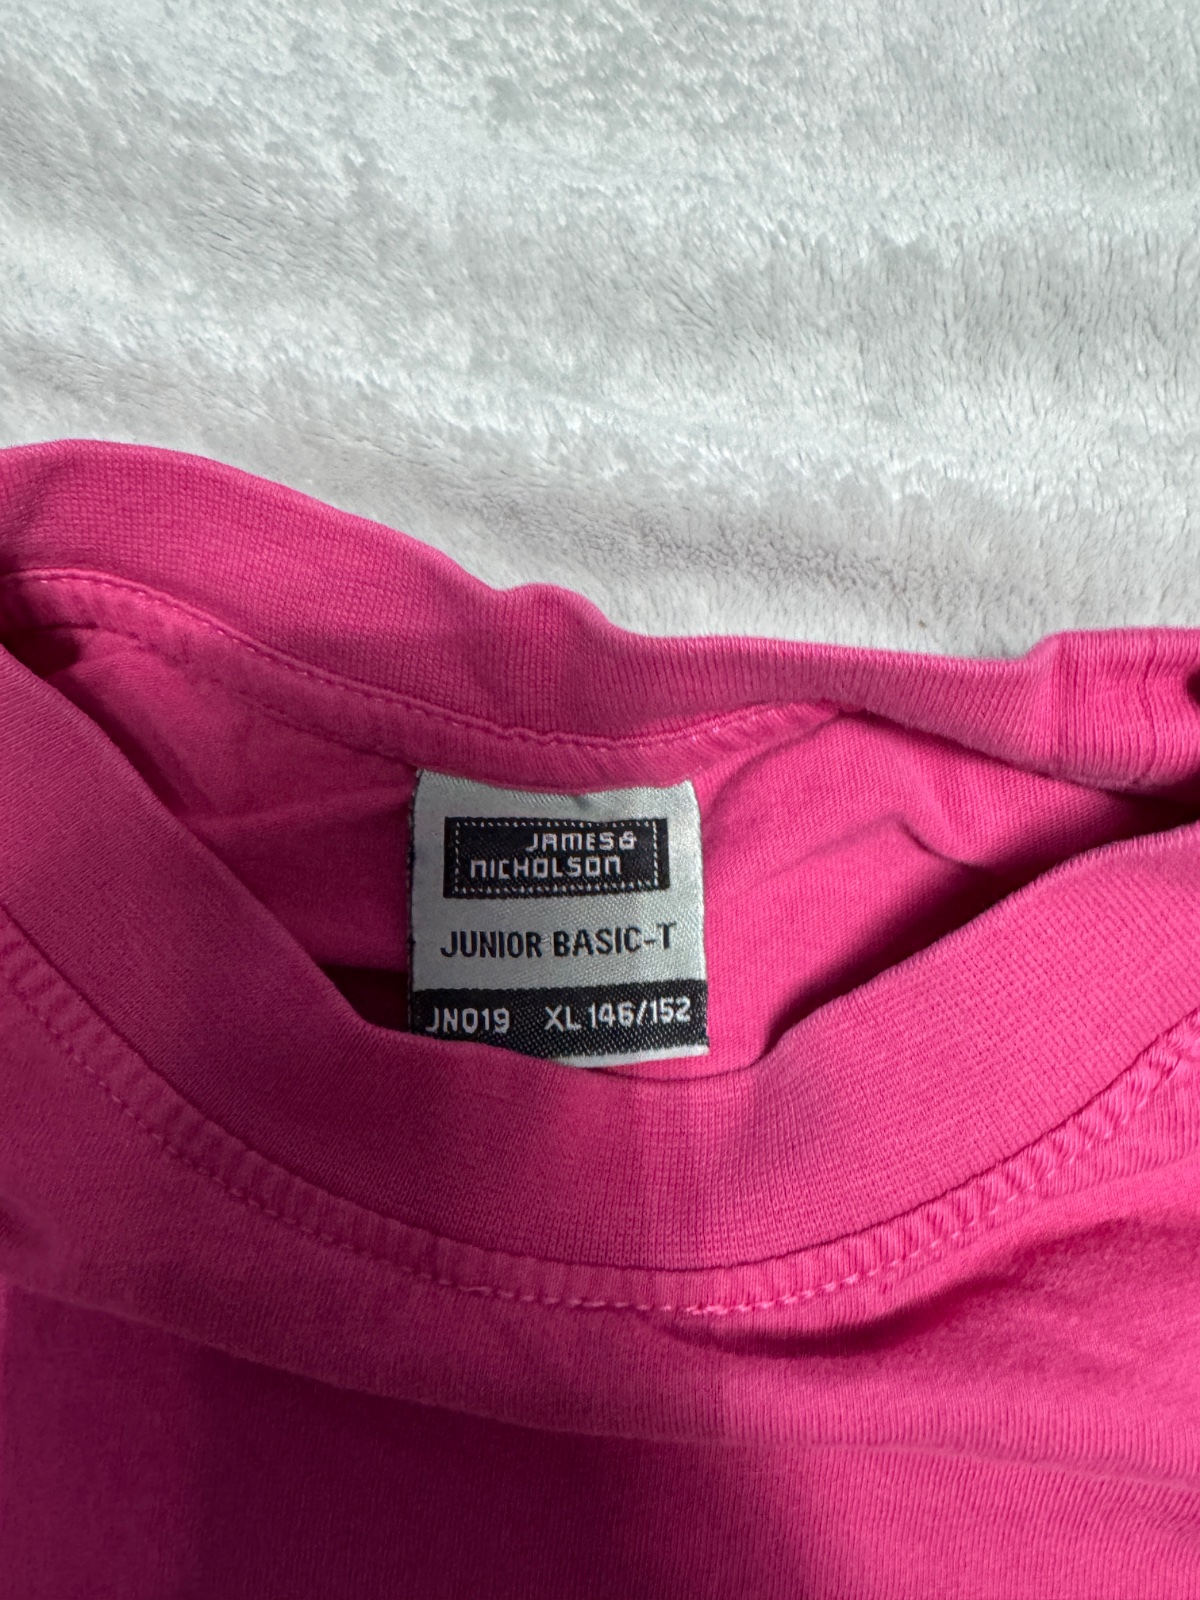 JAMES&
NICHOLSON
JUNIOR BASIC-T
JN019 XL 146/152